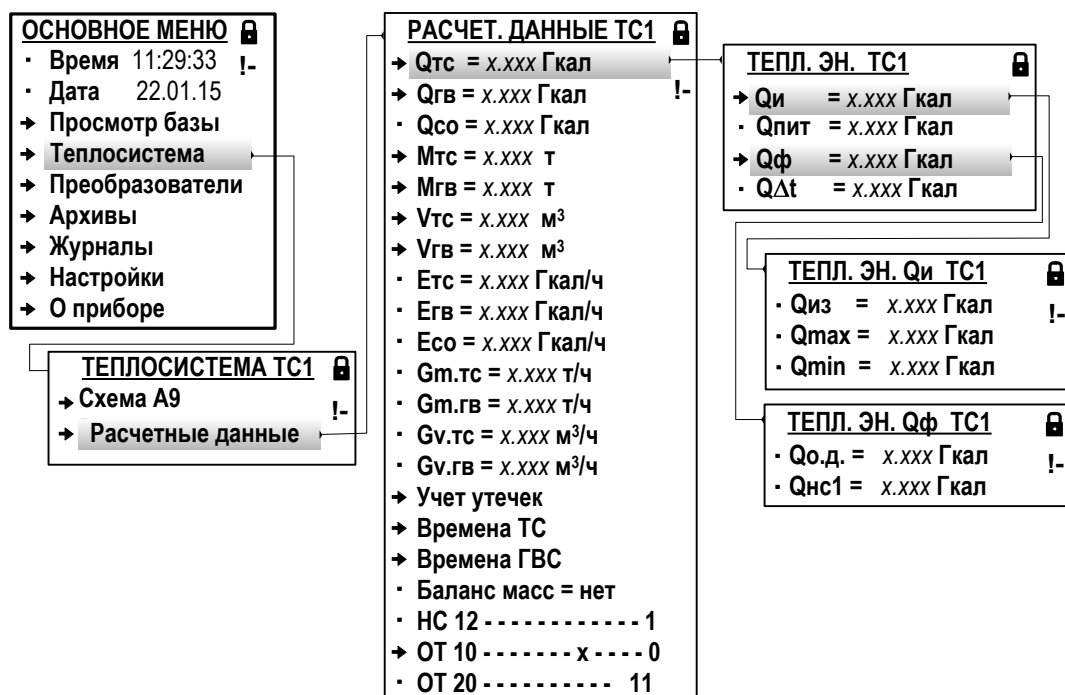 ОСНОВНОЕ МЕНЮ
· Время 11:29:33 !-
· Дата 22.01.15
→ Просмотр базы
→ Теплосистема
→ Преобразователи
→ Архивы
→ Журналы
→ Настройки
→ О приборе
ТЕПЛОСИСТЕМА ТС1
→ Схема А9 !-
→ Расчетные данные
РАСЧЕТ. ДАННЫЕ ТС1
→ Qтс = x.xxx Гкал
→ Qгв = x.xxx Гкал !-
· Qсо = x.xxx Гкал
→ Мтс = x.xxx т
→ Мгв = x.xxx т
→ Vтс = x.xxx м³
→ Vгв = x.xxx м³
· Етс = x.xxx Гкал/ч
· Егв = x.xxx Гкал/ч
· Есо = x.xxx Гкал/ч
· Gm.тс = x.xxx т/ч
· Gm.гв = x.xxx т/ч
· Gv.тс = x.xxx м³/ч
· Gv.гв = x.xxx м³/ч
→ Учет утечек
→ Времена ТС
→ Времена ГВС
· Баланс масс = нет
· НС 12 - - - - - - - - - - - - 1
→ ОТ 10 - - - - - - - x - - - - 0
· ОТ 20 - - - - - - - - - - 11
ТЕПЛ. ЭН. ТС1
→ Qи = x.xxx Гкал
· Qпит = x.xxx Гкал
→ Qф = x.xxx Гкал
· Q∆t = x.xxx Гкал
ТЕПЛ. ЭН. Qи ТС1
· Qиз = x.xxx Гкал !-
· Qmax = x.xxx Гкал
· Qmin = x.xxx Гкал
ТЕПЛ. ЭН. Qф ТС1
· Qо.д. = x.xxx Гкал !-
· Qнс1 = x.xxx Гкал